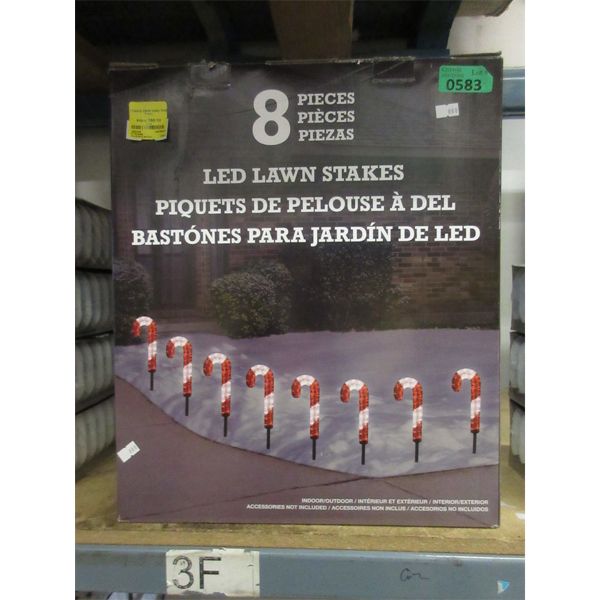 8
PIECES
PIÈCES
PIEZAS
LED LAWN STAKES
PIQUETS DE PELOUSE À DEL
BASTÓNES PARA JARDÍN DE LED
0583
INDOOR/OUTDOOR / INTÉRIEUR ET EXTÉRIEUR / INTERIOR/EXTERIOR
ACCESSORIES NOT INCLUDED / ACCESSOIRES NON INCLUS / ACCESORIOS NO INCLUIDOS
3F